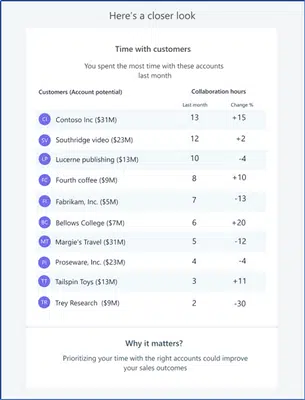 Here's a closer look
Time with customers
You spent the most time with these accounts
last month
Customers (Account potential) Collaboration hours
Last month Change %
CI Contoso Inc ($31M) 13 +15
SV Southridge video ($23M) 12 +2
LP Lucerne publishing ($13M) 10 -4
FC Fourth coffee ($9M) 8 +10
FI Fabrikam, Inc. ($5M) 7 -13
BC Bellows College ($7M) 6 +20
MT Margie's Travel ($31M) 5 -12
PI Proseware, Inc. ($23M) 4 -4
TT Tailspin Toys ($13M) 3 +11
TR Trey Research ($9M) 2 -30
Why it matters?
Prioritizing your time with the right accounts could improve
your sales outcomes